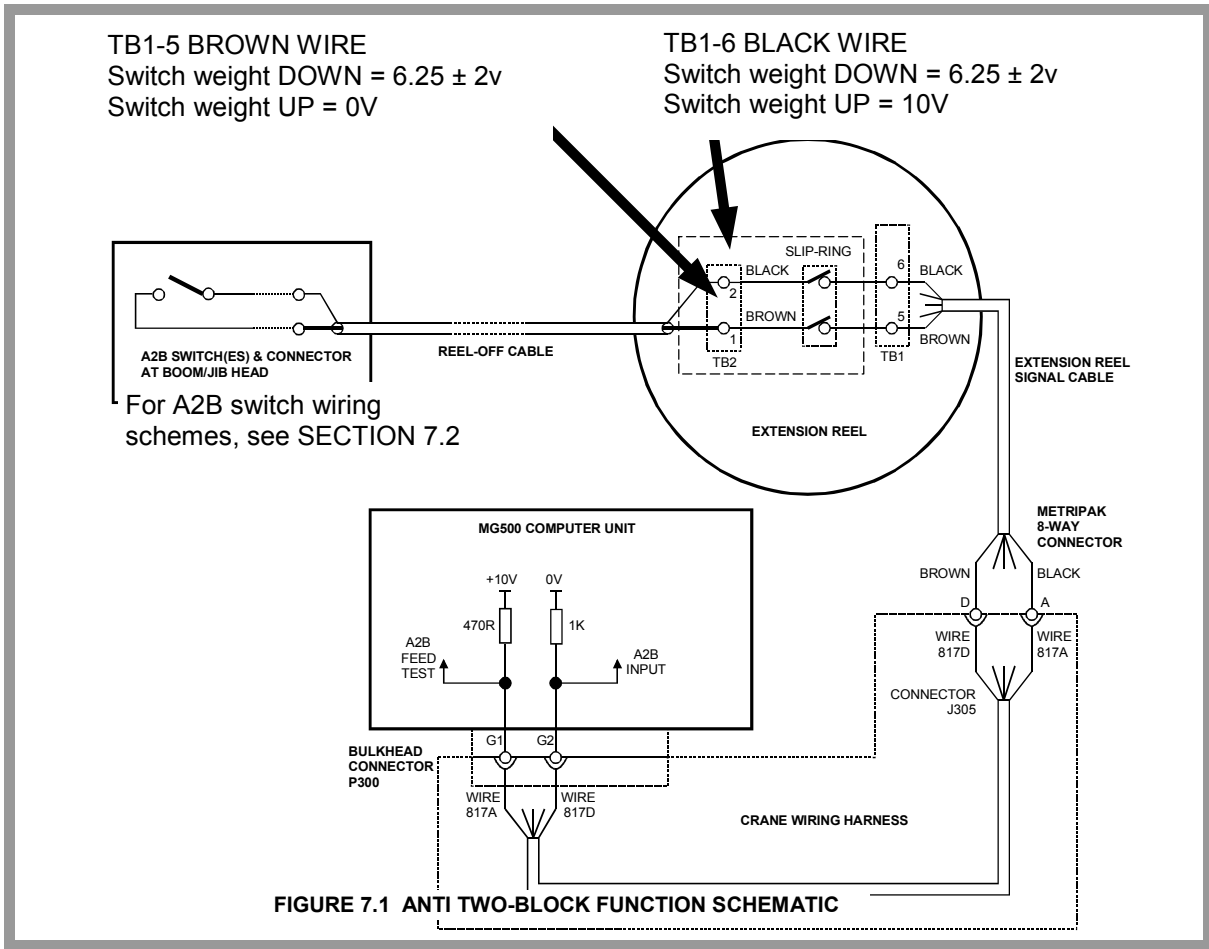 TB1-5 BROWN WIRE
Switch weight DOWN = 6.25 ± 2v
Switch weight UP = 0V
TB1-6 BLACK WIRE
Switch weight DOWN = 6.25 ± 2v
Switch weight UP = 10V
SLIP-RING
BLACK
2
6
BLACK
BROWN
1
5
BROWN
TB2
TB1
A2B SWITCH(ES) & CONNECTOR
AT BOOM/JIB HEAD
REEL-OFF CABLE
EXTENSION REEL
SIGNAL CABLE
For A2B switch wiring
schemes, see SECTION 7.2
EXTENSION REEL
MG500 COMPUTER UNIT
METRIPAK
8-WAY
CONNECTOR
+10V
0V
BROWN
BLACK
D
A
470R
1K
A2B
FEED
TEST
A2B
INPUT
WIRE
817D
WIRE
817A
CONNECTOR
J305
G1
G2
BULKHEAD
CONNECTOR
P300
WIRE
817A
WIRE
817D
CRANE WIRING HARNESS
FIGURE 7.1 ANTI TWO-BLOCK FUNCTION SCHEMATIC